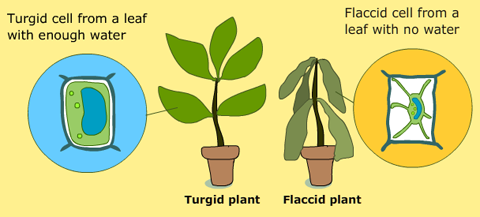 Turgid cell from a leaf
with enough water
Flaccid cell from a
leaf with no water
Turgid plant
Flaccid plant